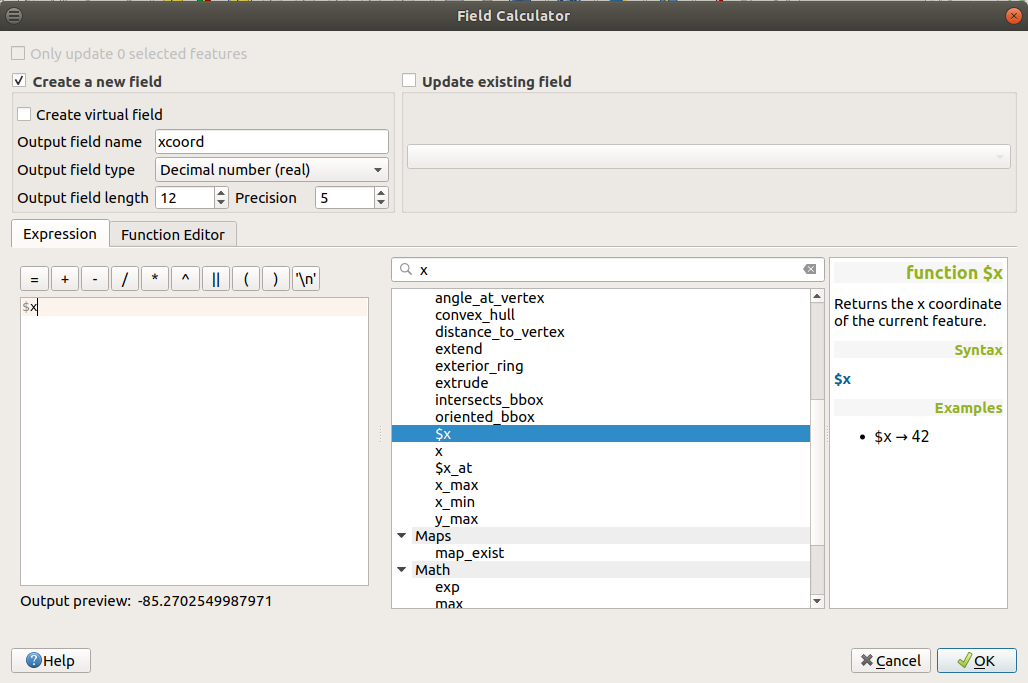 Field Calculator
Only update 0 selected features
Create a new field
Update existing field
Create virtual field
Output field name xcoord
Output field type Decimal number (real)
Output field length 12 Precision 5
Expression Function Editor
= + - / * ^ || ( ) '\n'
$x
Output preview: -85.2702549987971
x
angle_at_vertex
convex_hull
distance_to_vertex
extend
exterior_ring
extrude
intersects_bbox
oriented_bbox
$x
x
$x_at
x_max
x_min
y_max
Maps
map_exist
Math
exp
max
function $x
Returns the x coordinate
of the current feature.
Syntax
$x
Examples
• $x → 42
Help
Cancel
OK